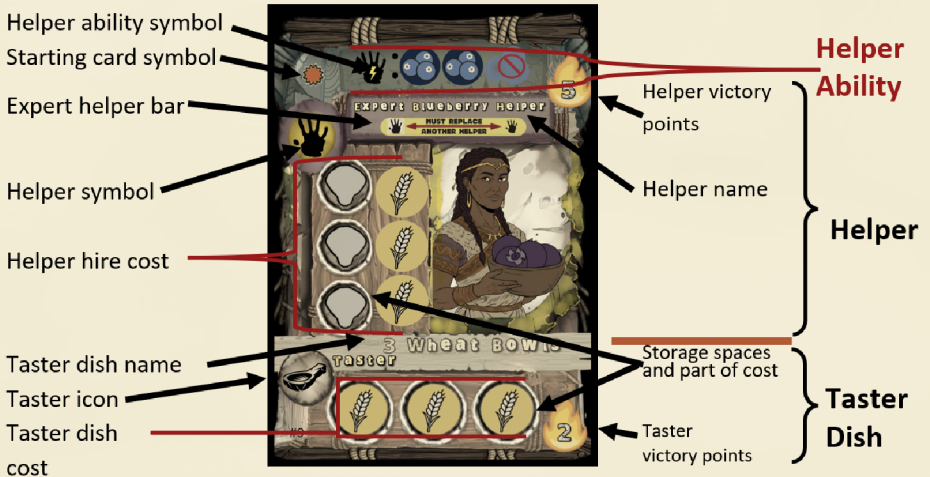 Helper ability symbol
Starting card symbol
Expert helper bar
Helper symbol
Helper hire cost
Taster dish name
Taster icon
Taster dish
cost
5
Expert Blueberry Helper
MUST REPLACE
ANOTHER HELPER
3 Wheat Bowls
Taster
2
Helper
Ability
Helper victory
points
Helper name
Helper
Storage spaces
and part of cost
Taster
Dish
Taster
victory points